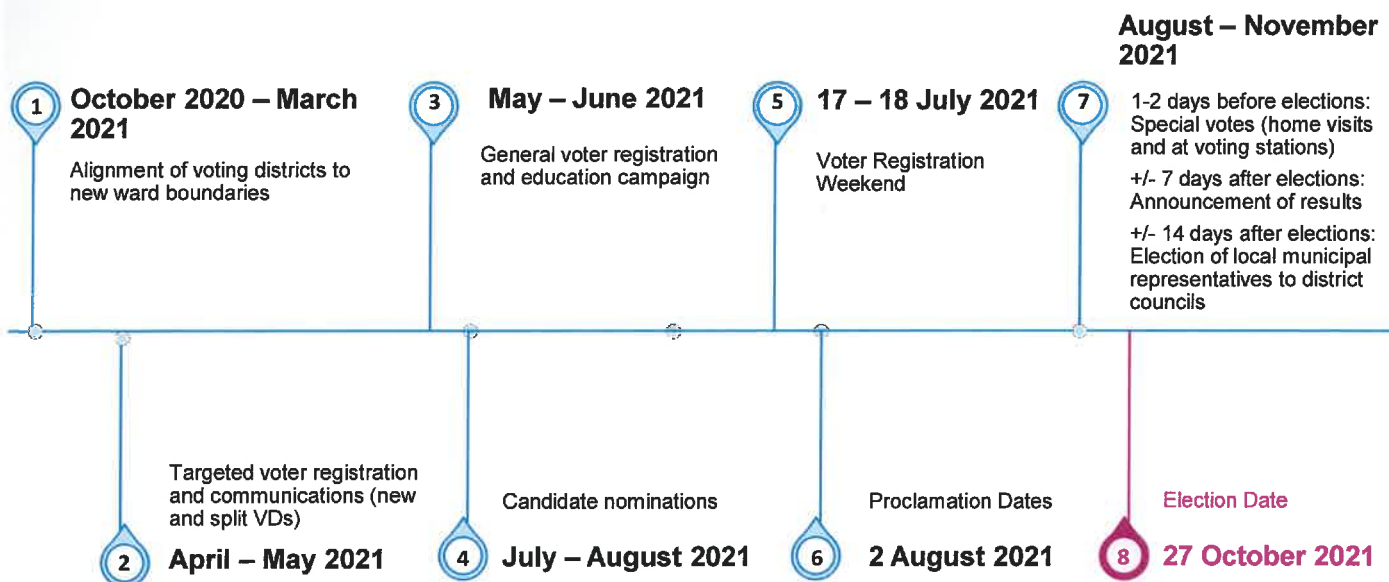 1
October 2020 – March
2021
Alignment of voting districts to
new ward boundaries
2
Targeted voter registration
and communications (new
and split VDs)
April – May 2021
3
May – June 2021
General voter registration
and education campaign
4
Candidate nominations
July – August 2021
5
17 – 18 July 2021
Voter Registration
Weekend
6
Proclamation Dates
2 August 2021
7
August – November
2021
1-2 days before elections:
Special votes (home visits
and at voting stations)
+/- 7 days after elections:
Announcement of results
+/- 14 days after elections:
Election of local municipal
representatives to district
councils
8
Election Date
27 October 2021